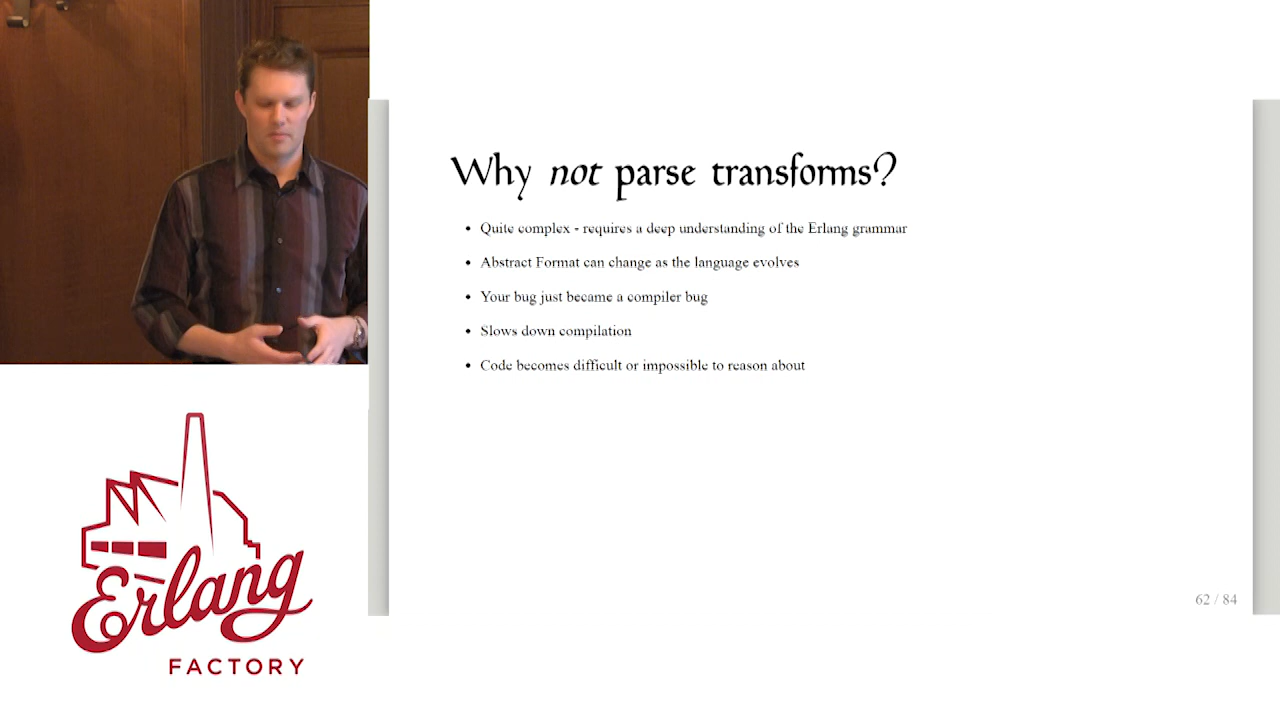 Why not parse transforms?
• Quite complex - requires a deep understanding of the Erlang grammar
• Abstract Format can change as the language evolves
• Your bug just became a compiler bug
• Slows down compilation
• Code becomes difficult or impossible to reason about
62 / 84
Erlang
FACTORY